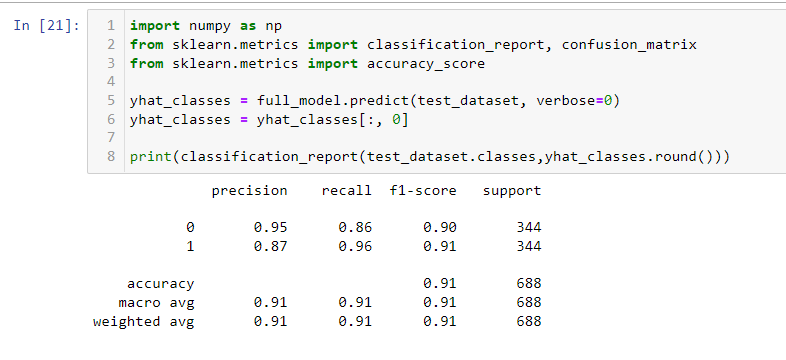 In [21]:
1 import numpy as np
2 from sklearn.metrics import classification_report, confusion_matrix
3 from sklearn.metrics import accuracy_score
4
5 yhat_classes = full_model.predict(test_dataset, verbose=0)
6 yhat_classes = yhat_classes[:, 0]
7
8 print(classification_report(test_dataset.classes,yhat_classes.round()))
precision recall f1-score support
0 0.95 0.86 0.90 344
1 0.87 0.96 0.91 344
accuracy 0.91 688
macro avg 0.91 0.91 0.91 688
weighted avg 0.91 0.91 0.91 688